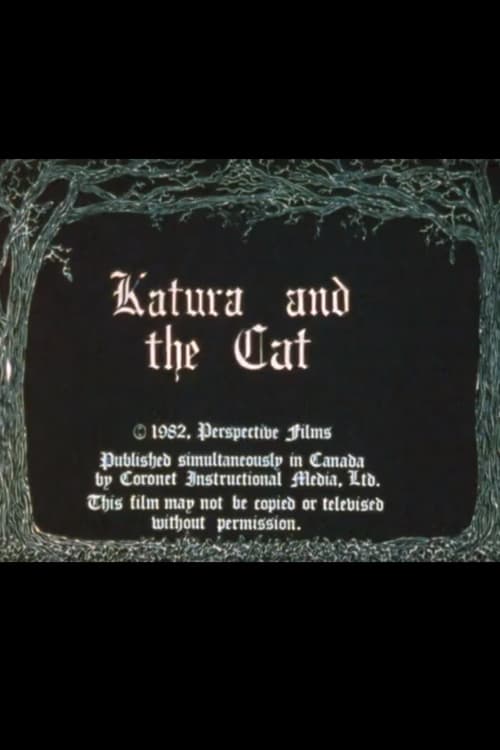 Katura and
the Cat
© 1982, Perspective Films
Published simultaneously in Canada
by Coronet Instructional Media, Ltd.
This film may not be copied or televised
without permission.